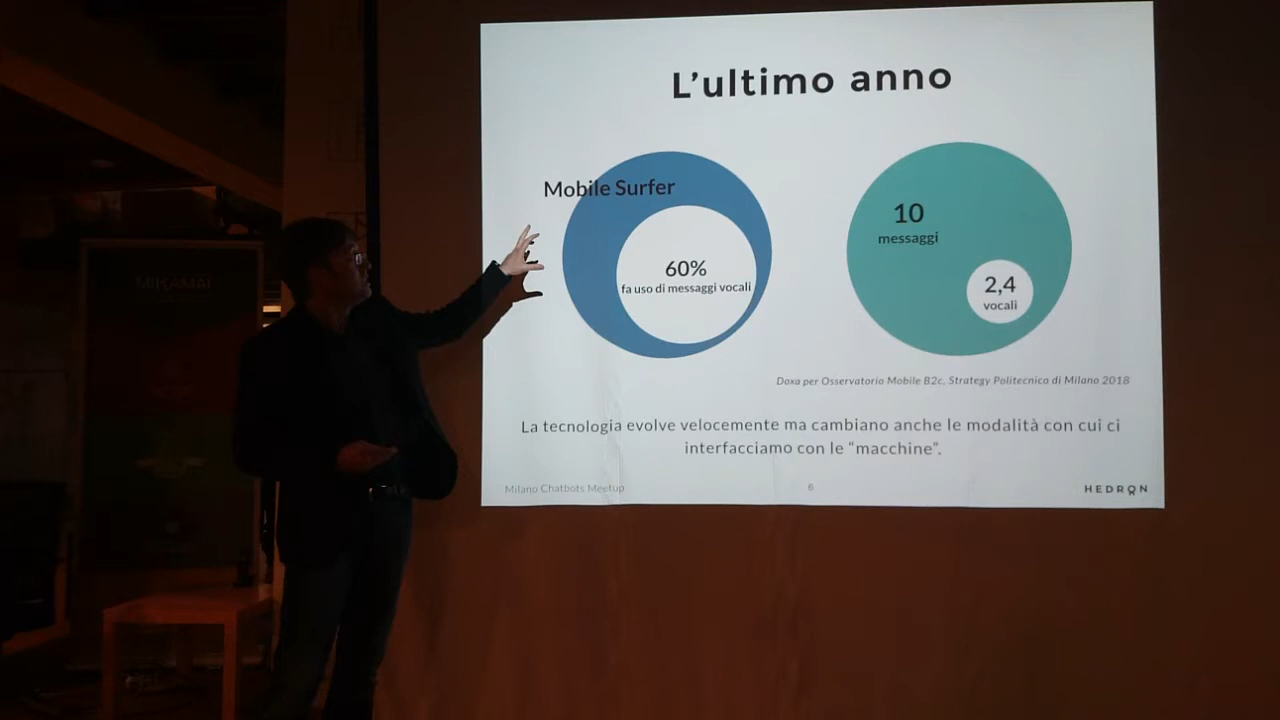 L'ultimo anno
Mobile Surfer
60%
fa uso di messaggi vocali
10
messaggi
2,4
vocali
Doxa per Osservatorio Mobile B2c, Strategy Politecnico di Milano 2018
La tecnologia evolve velocemente ma cambiano anche le modalità con cui ci
interfacciamo con le “macchine”.
Milano Chatbots Meetup
6
HEDRON
MIKAMAI